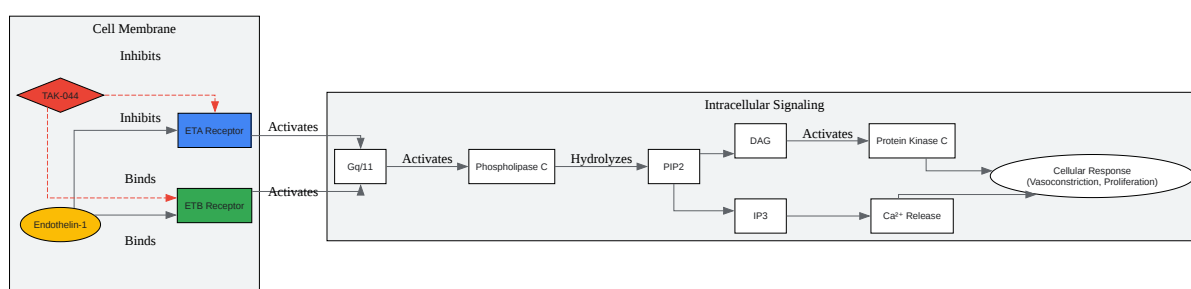 Cell Membrane
Inhibits
TAK-044
Inhibits
ETA Receptor
Binds
ETB Receptor
Endothelin-1
Binds
Activates
Activates
Intracellular Signaling
Gq/11
Activates
Phospholipase C
Hydrolyzes
PIP2
DAG
Activates
Protein Kinase C
IP3
Ca²⁺ Release
Cellular Response
(Vasoconstriction, Proliferation)